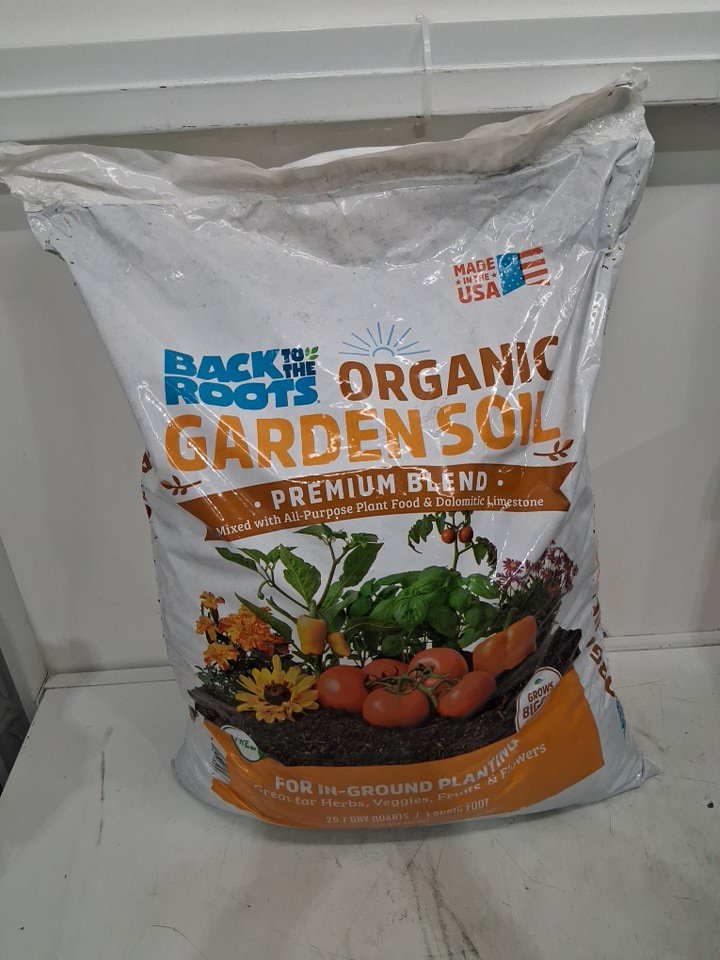 MADE
IN THE
USA
BACK TO THE
ROOTS
ORGANIC
GARDEN SOIL
· PREMIUM BLEND ·
Mixed with All-Purpose Plant Food & Dolomitic Limestone
GROWS
FOR IN-GROUND PLANTING
Great for Herbs, Veggies, Fruits & Flowers
25.7 DRY QUARTS / 1 CUBIC FOOT